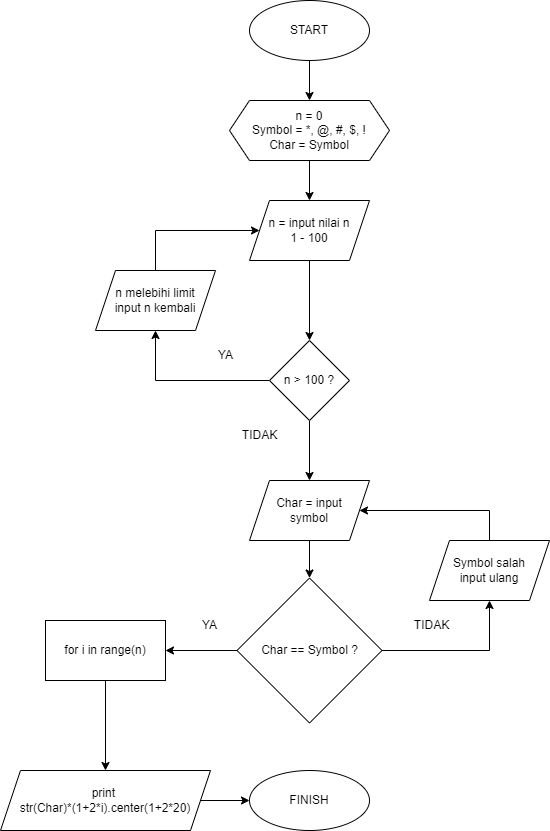 START
n = 0
Symbol = *, @, #, $, !
Char = Symbol
n = input nilai n
1 - 100
n melebihi limit
input n kembali
YA
n > 100 ?
TIDAK
Char = input
symbol
Symbol salah
input ulang
YA
TIDAK
for i in range(n)
Char == Symbol ?
print
str(Char)*(1+2*i).center(1+2*20)
FINISH